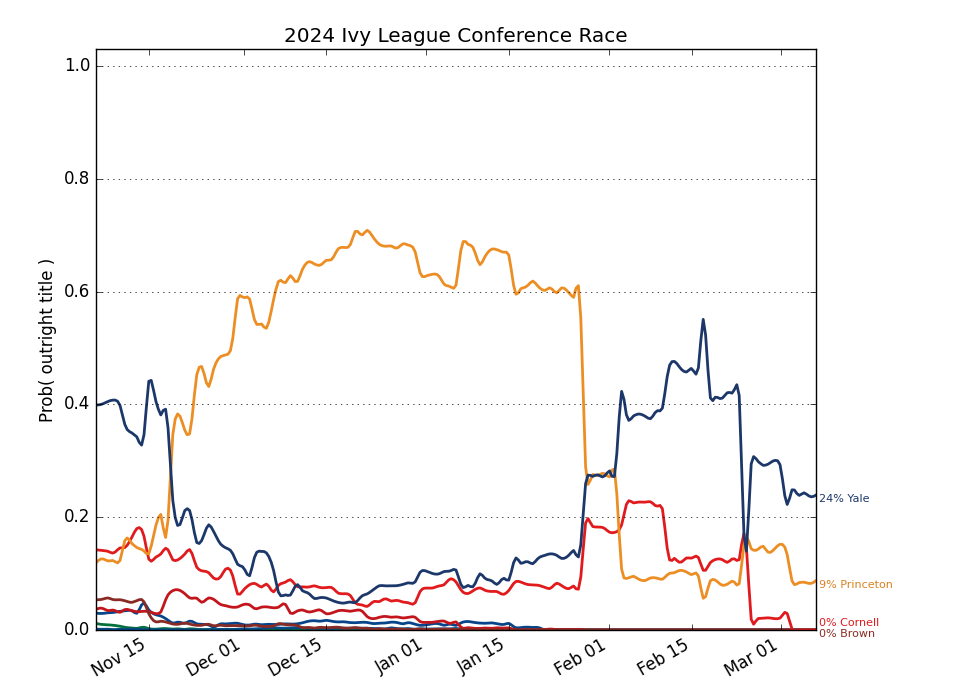 2024 Ivy League Conference Race
Prob( outright title )
1.0
0.8
0.6
0.4
0.2
0.0
24% Yale
9% Princeton
0% Cornell
0% Brown
Nov 15
Dec 01
Dec 15
Jan 01
Jan 15
Feb 01
Feb 15
Mar 01